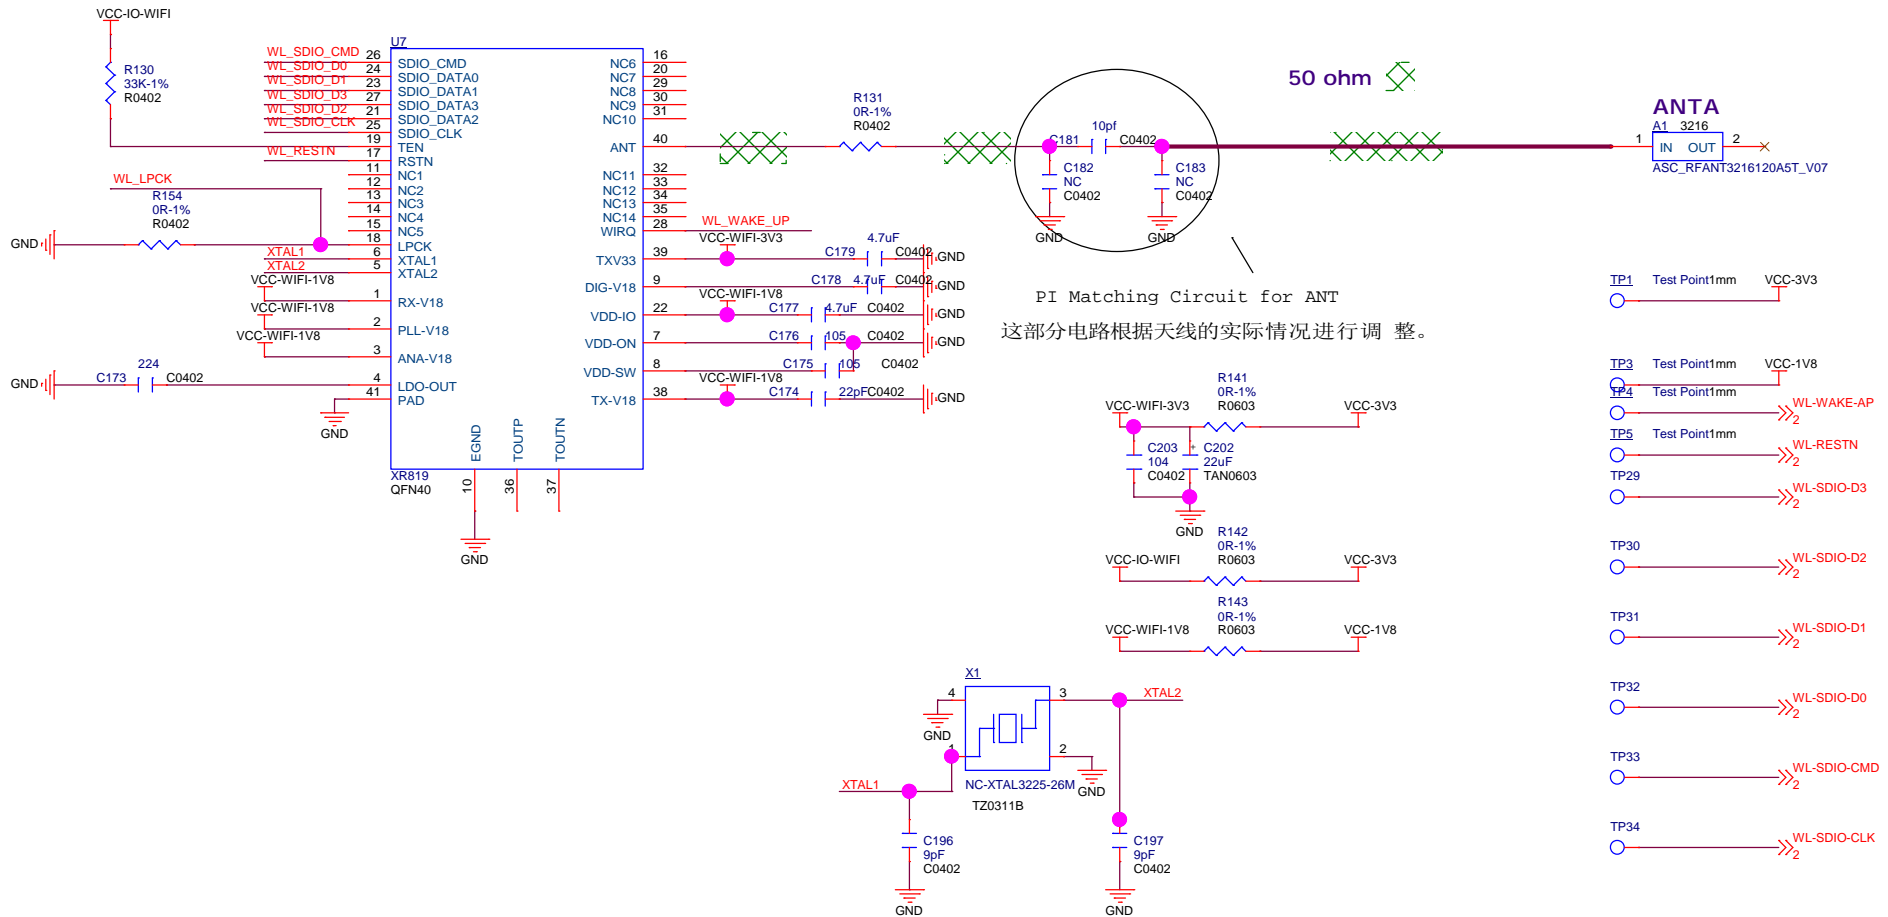 VCC-IO-WIFI
R130
33K-1%
R0402
WL_SDIO_CMD
WL_SDIO_D0
WL_SDIO_D1
WL_SDIO_D3
WL_SDIO_D2
WL_SDIO_CLK
WL_RESTN
WL_LPCK
R154
0R-1%
R0402
GND
XTAL1
XTAL2
VCC-WIFI-1V8
VCC-WIFI-1V8
VCC-WIFI-1V8
224
GND
C173
C0402
GND
U7
26 SDIO_CMD
24 SDIO_DATA0
23 SDIO_DATA1
27 SDIO_DATA3
21 SDIO_DATA2
25 SDIO_CLK
19 TEN
17 RSTN
11 NC1
12 NC2
13 NC3
14 NC4
15 NC5
18 LPCK
6 XTAL1
5 XTAL2
1 RX-V18
2 PLL-V18
3 ANA-V18
4 LDO-OUT
41 PAD
NC6 16
NC7 20
NC8 29
NC9 30
NC10 31
ANT 40
NC11 32
NC12 33
NC13 34
NC14 35
WIRQ 28
TXV33 39
DIG-V18 9
VDD-IO 22
VDD-ON 7
VDD-SW 8
TX-V18 38
EGND 10
TOUTP 36
TOUTN 37
XR819
QFN40
GND
WL_WAKE_UP
VCC-WIFI-3V3
C179 4.7uF C0402 GND
C178 4.7uF C0402 GND
VCC-WIFI-1V8
C177 4.7uF C0402 GND
C176 105 C0402 GND
C175 105 C0402
VCC-WIFI-1V8
C174 22pF C0402 GND
R131
0R-1%
R0402
C181 10pf C0402
C182
NC
C0402
GND
C183
NC
C0402
GND
50 ohm
ANTA
A1 3216
1 IN OUT 2
ASC_RFANT3216120A5T_V07
PI Matching Circuit for ANT
这部分电路根据天线的实际情况进行调 整。
R141
0R-1%
R0603
VCC-WIFI-3V3
VCC-3V3
C203
104
C0402
+
C202
22uF
TAN0603
GND
R142
0R-1%
R0603
VCC-IO-WIFI
VCC-3V3
R143
0R-1%
R0603
VCC-WIFI-1V8
VCC-1V8
X1
4
3
XTAL2
GND
1
2
GND
NC-XTAL3225-26M
TZ0311B
XTAL1
C196
9pF
C0402
GND
C197
9pF
C0402
GND
TP1 Test Point1mm VCC-3V3
TP3 Test Point1mm VCC-1V8
TP4 Test Point1mm WL-WAKE-AP
2
TP5 Test Point1mm WL-RESTN
2
TP29 WL-SDIO-D3
2
TP30 WL-SDIO-D2
2
TP31 WL-SDIO-D1
2
TP32 WL-SDIO-D0
2
TP33 WL-SDIO-CMD
2
TP34 WL-SDIO-CLK
2